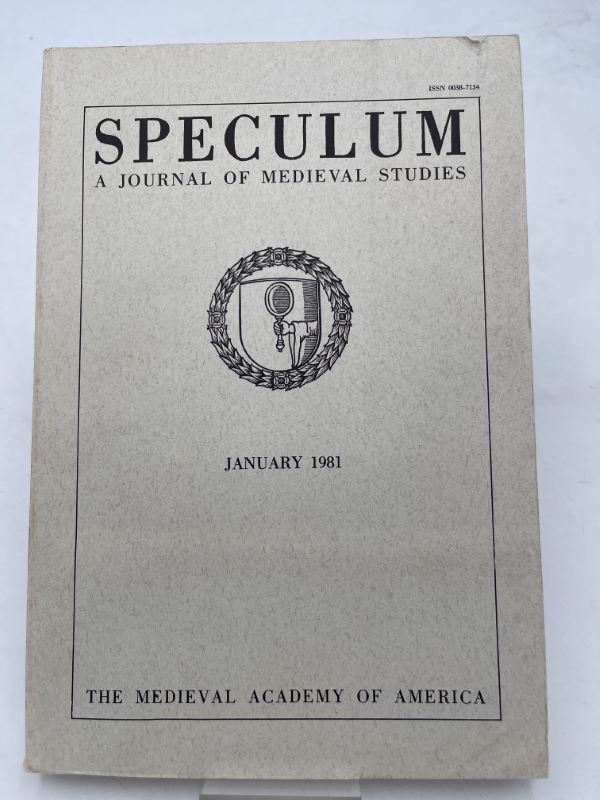 ISSN 0038-7134
SPECULUM
A JOURNAL OF MEDIEVAL STUDIES
JANUARY 1981
THE MEDIEVAL ACADEMY OF AMERICA